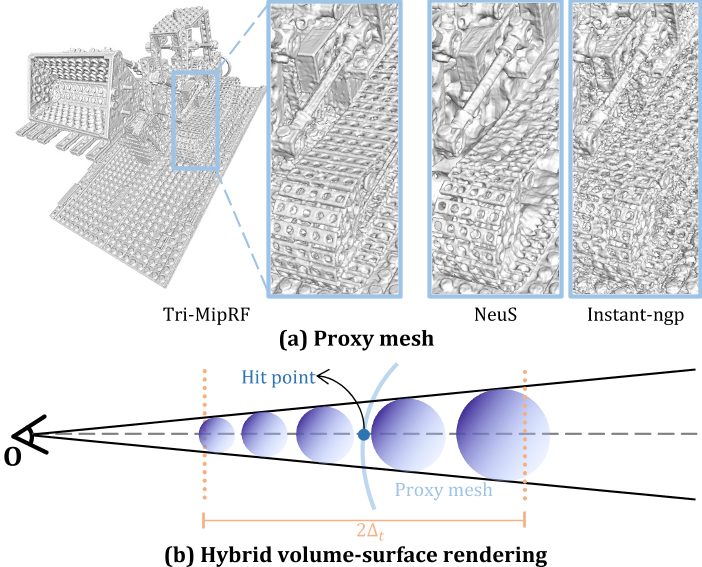 Tri-MipRF
NeuS
Instant-ngp
(a) Proxy mesh
Hit point
O
Proxy mesh
2Δₜ
(b) Hybrid volume-surface rendering